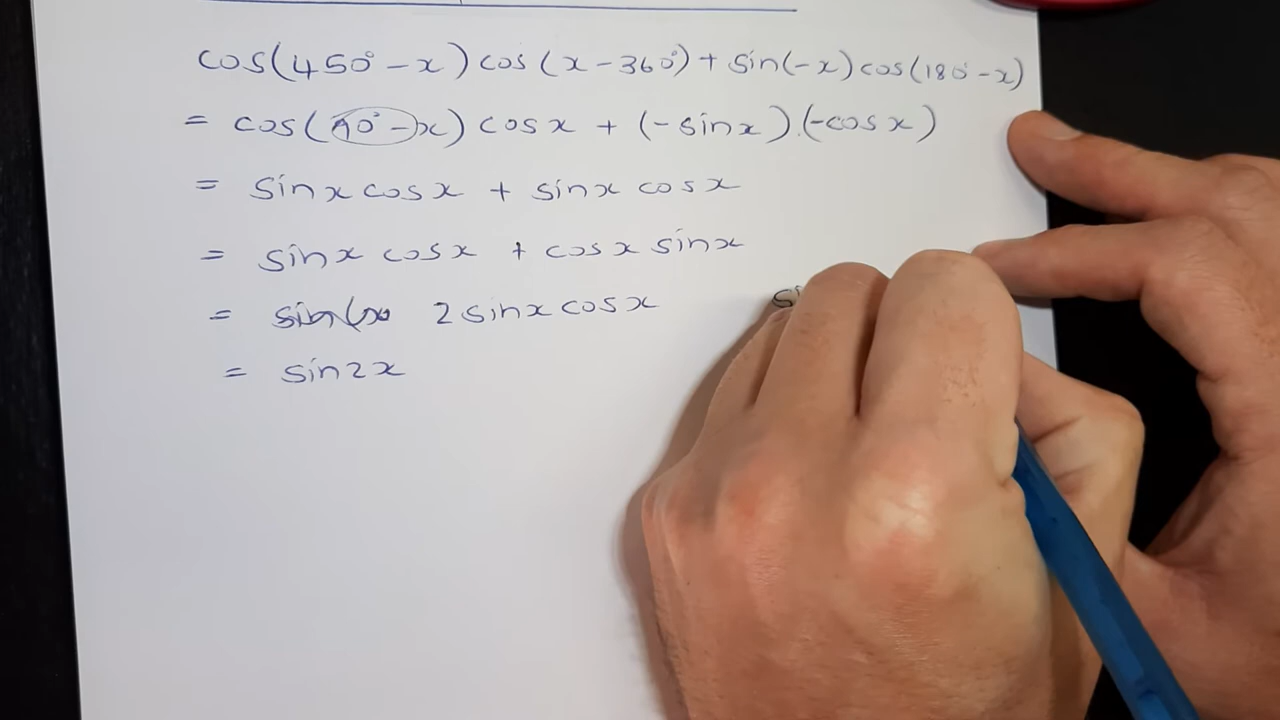 cos(450° - x) cos(x - 360°) + sin(-x) cos(180° - x)
= cos(90° - x) cos x + (-sin x).(-cos x)
= sin x cos x + sin x cos x
= sin x cos x + cos x sin x
= sin(x 2 sin x cos x
= sin 2x